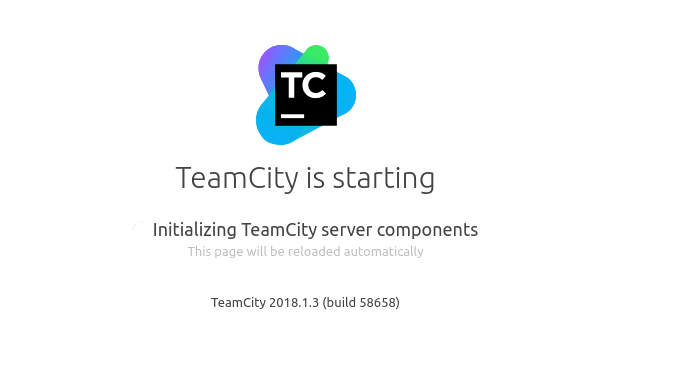 TC
TeamCity is starting
Initializing TeamCity server components
This page will be reloaded automatically
TeamCity 2018.1.3 (build 58658)